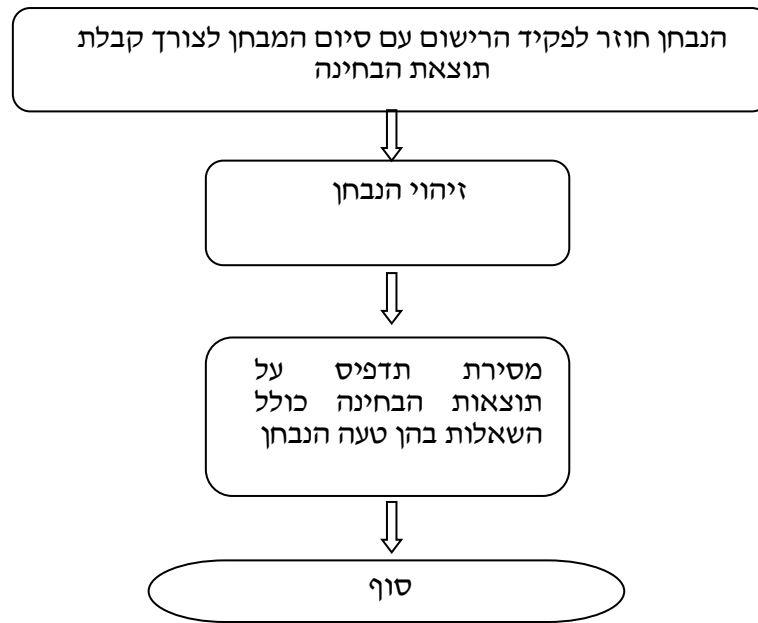 הנבחן חוזר לפקיד הרישום עם סיום המבחן לצורך קבלת
תוצאת הבחינה
זיהוי הנבחן
מסירת תדפיס על
תוצאות הבחינה כולל
השאלות בהן טעה הנבחן
סוף